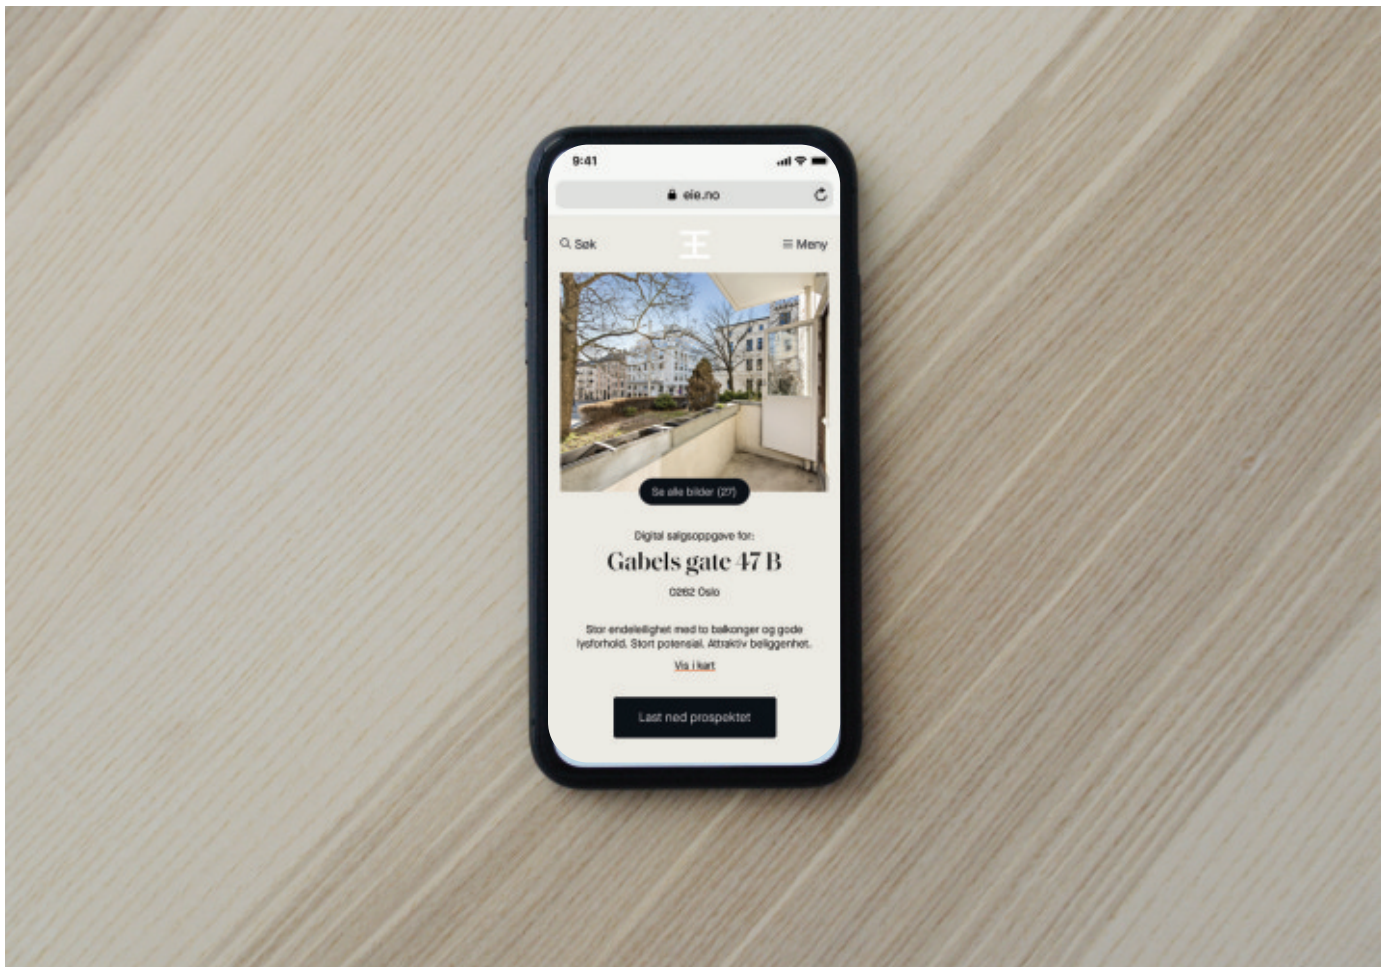 9:41
eie.no
Søk
Meny
Se alle bilder (27)
Digital salgsoppgave for:
Gabels gate 47 B
0262 Oslo
Stor endeleilighet med to balkonger og gode
lysforhold. Stort potensial. Attraktiv beliggenhet.
Vis i kart
Last ned prospektet